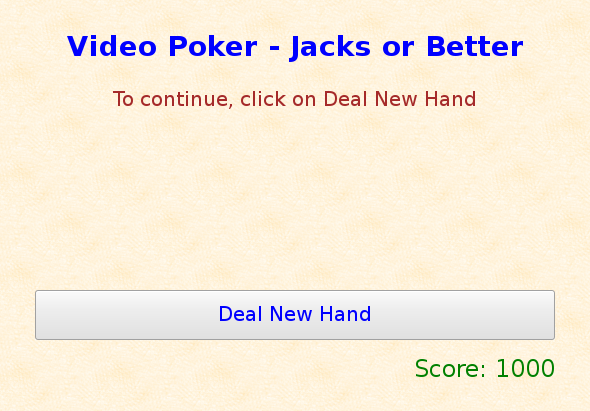 Video Poker - Jacks or Better
To continue, click on Deal New Hand
Deal New Hand
Score: 1000